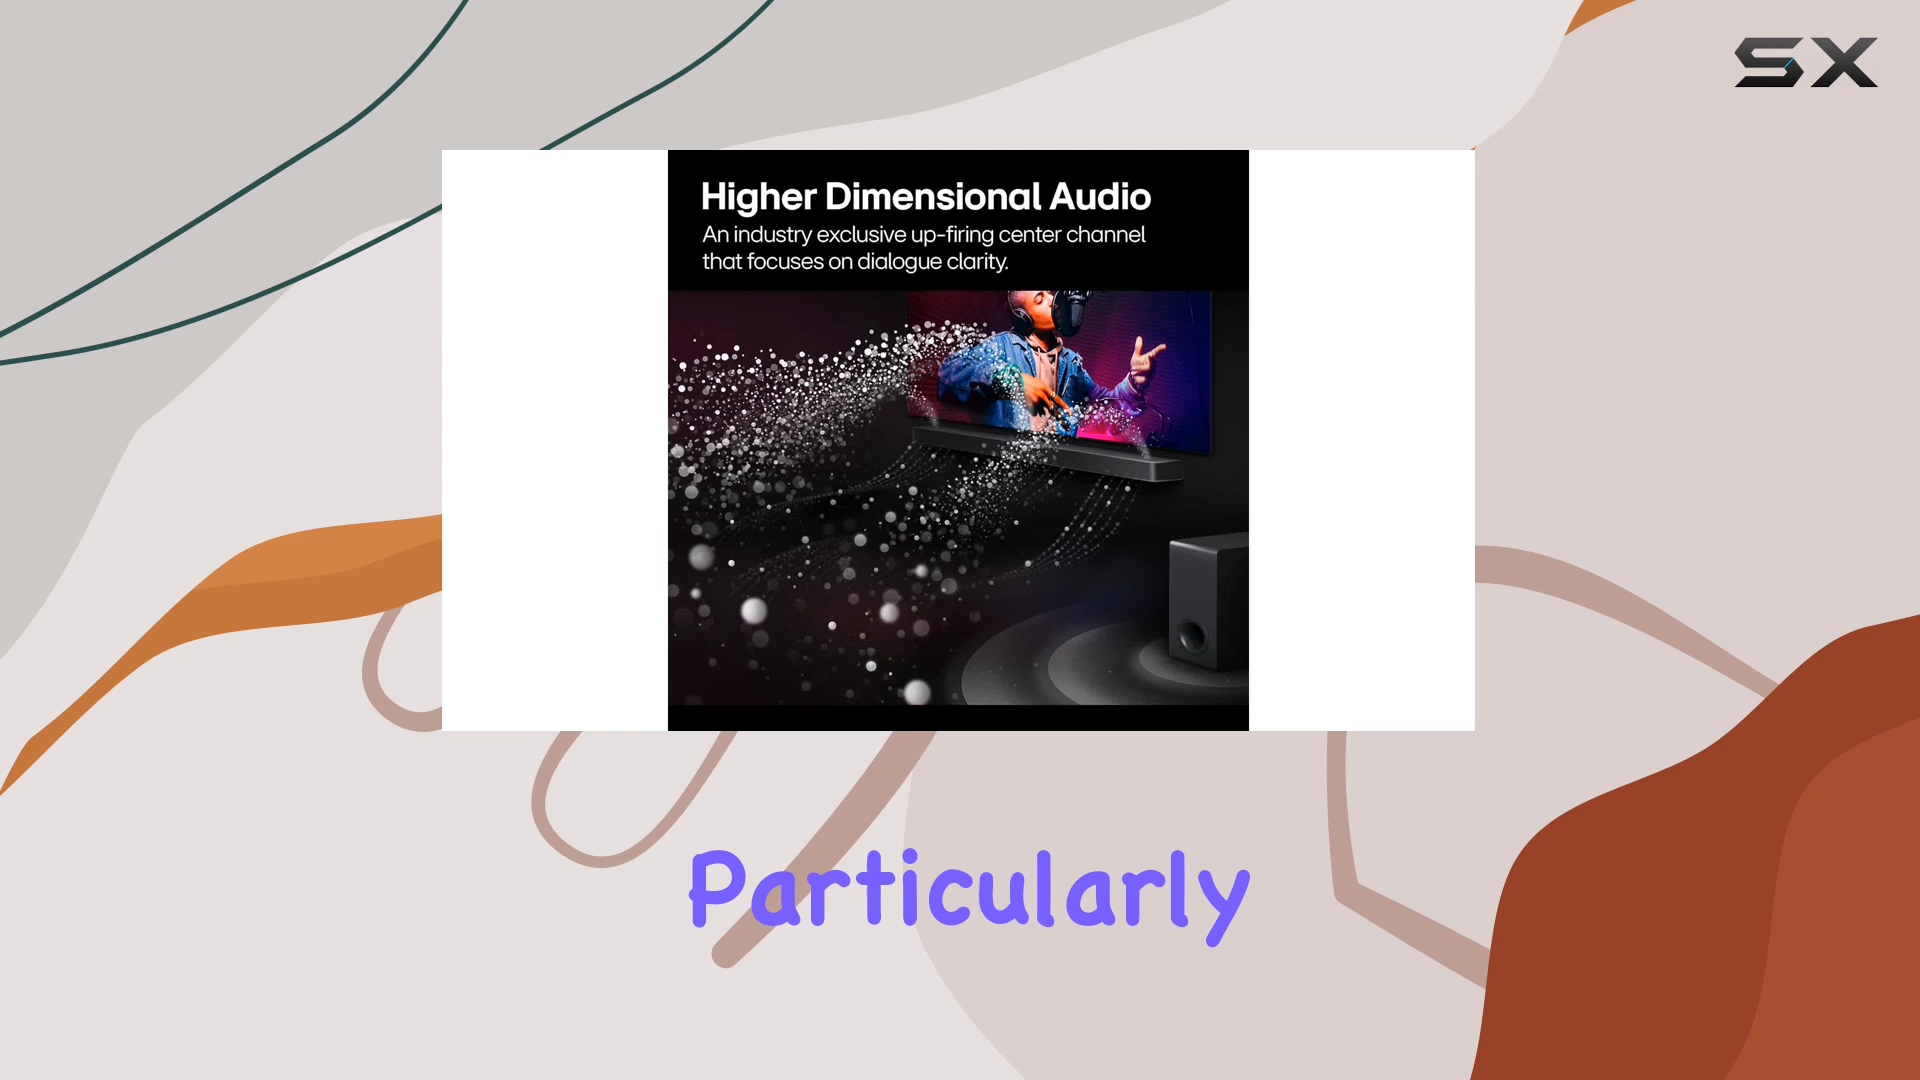 SX
Higher Dimensional Audio
An industry exclusive up-firing center channel
that focuses on dialogue clarity.
Particularly